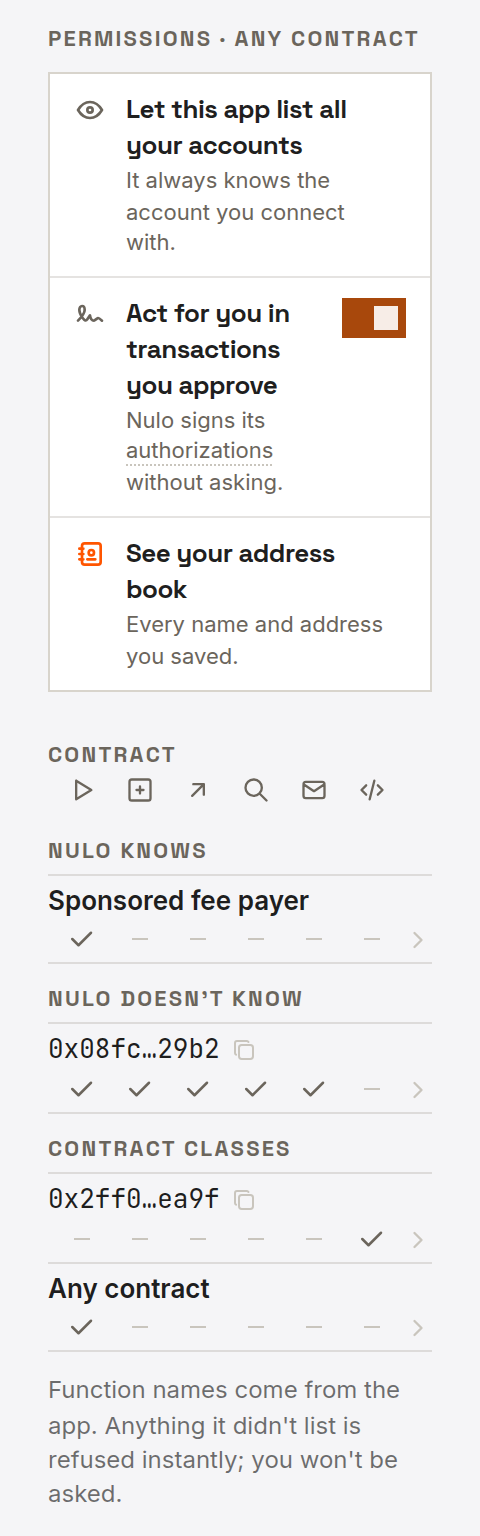 PERMISSIONS · ANY CONTRACT
Let this app list all
your accounts
It always knows the
account you connect
with.
Act for you in
transactions
you approve
Nulo signs its
authorizations
without asking.
See your address
book
Every name and address
you saved.
CONTRACT
NULO KNOWS
Sponsored fee payer
NULO DOESN’T KNOW
0x08fc…29b2
CONTRACT CLASSES
0x2ff0…ea9f
Any contract
Function names come from the
app. Anything it didn't list is
refused instantly; you won't be
asked.